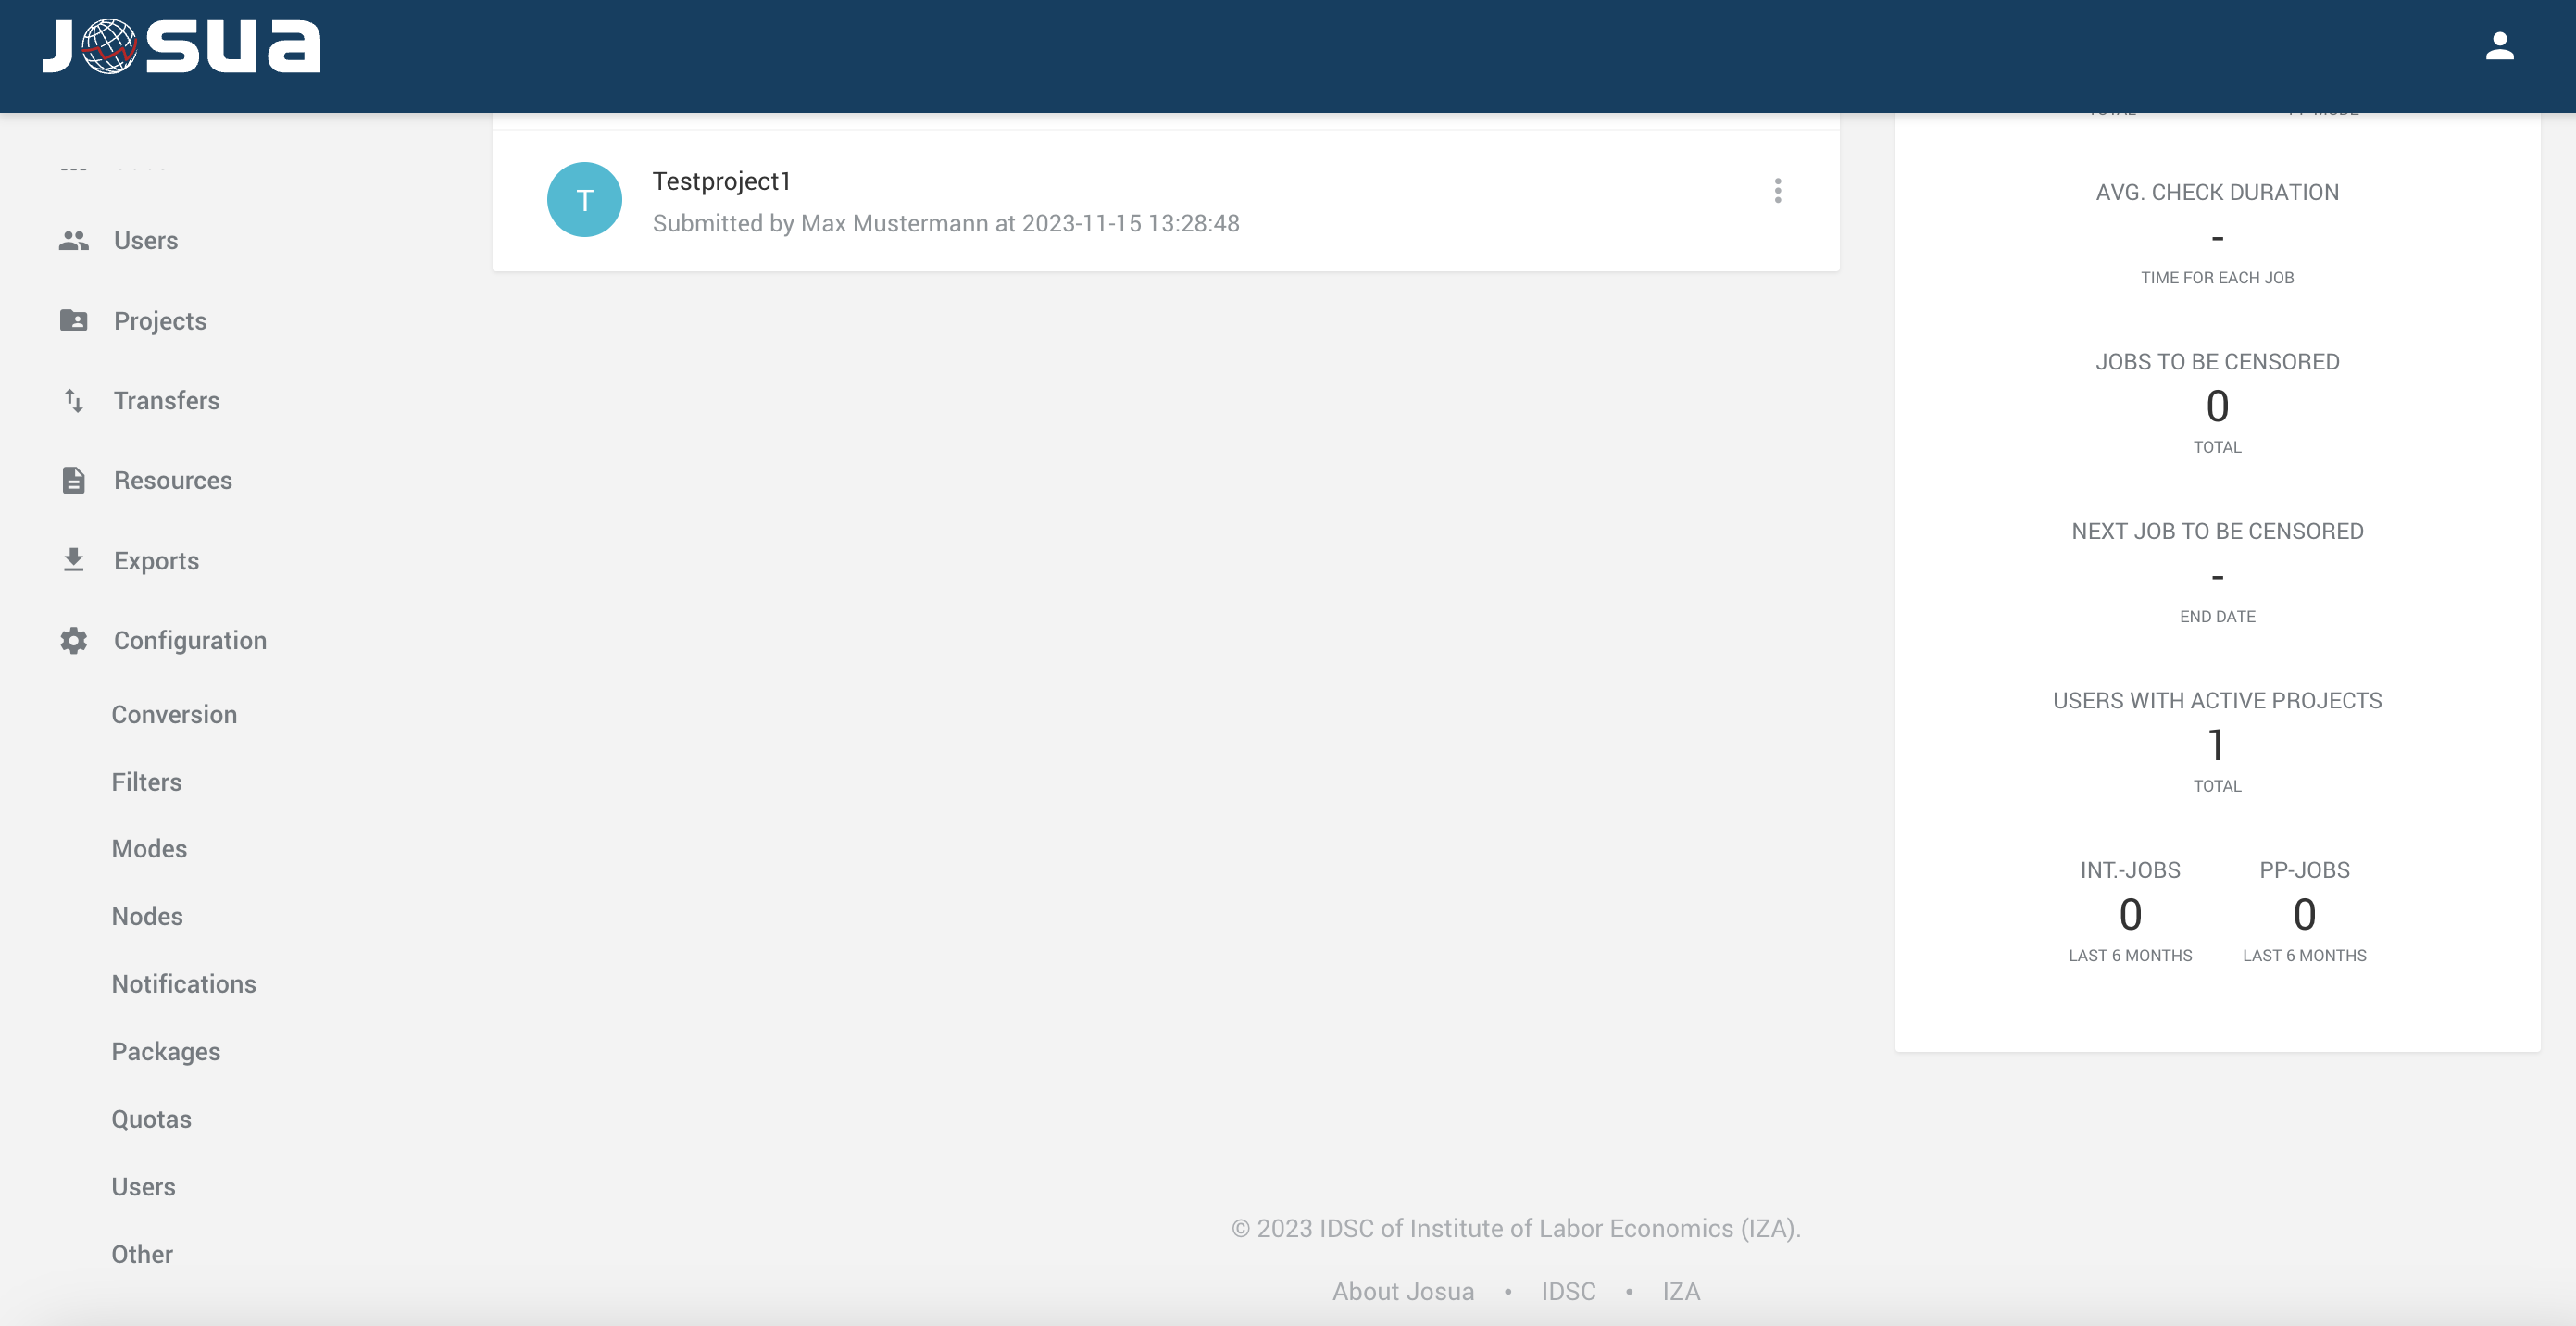 Josua
Users
Projects
Transfers
Resources
Exports
Configuration
Conversion
Filters
Modes
Nodes
Notifications
Packages
Quotas
Users
Other
T
Testproject1
Submitted by Max Mustermann at 2023-11-15 13:28:48
AVG. CHECK DURATION
-
TIME FOR EACH JOB
JOBS TO BE CENSORED
0
TOTAL
NEXT JOB TO BE CENSORED
-
END DATE
USERS WITH ACTIVE PROJECTS
1
TOTAL
INT.-JOBS PP-JOBS
0 0
LAST 6 MONTHS LAST 6 MONTHS
© 2023 IDSC of Institute of Labor Economics (IZA).
About Josua • IDSC • IZA